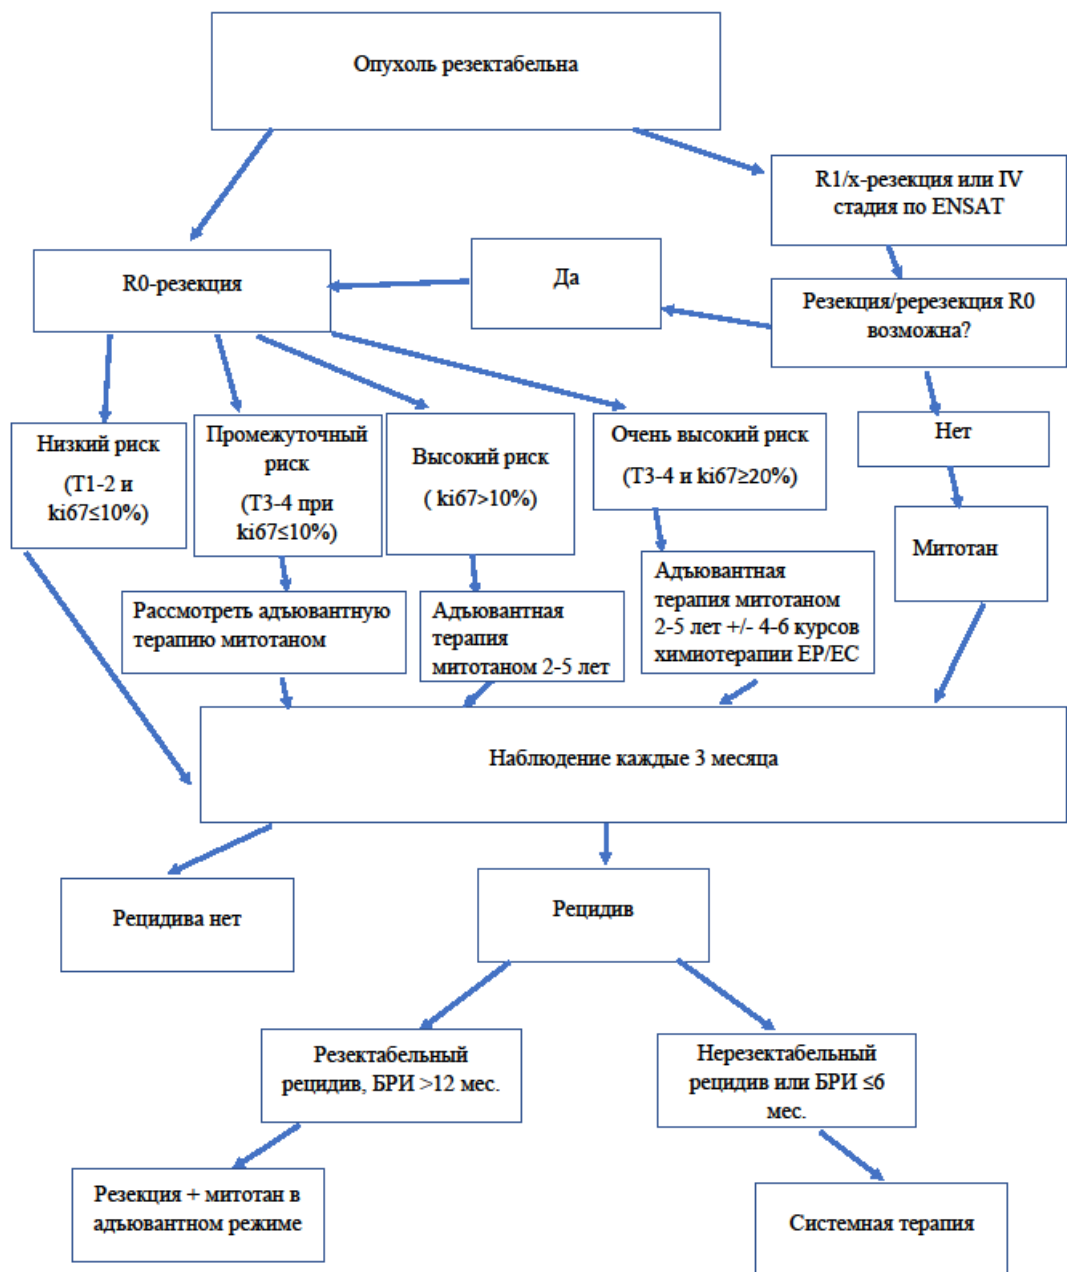 Опухоль резектабельна
R1/x-резекция или IV
стадия по ENSAT
R0-резекция
Да
Резекция/ререзекция R0
возможна?
Низкий риск
(T1-2 и
ki67≤10%)
Промежуточный
риск
(T3-4 при
ki67≤10%)
Высокий риск
( ki67>10%)
Очень высокий риск
(T3-4 и ki67≥20%)
Нет
Рассмотреть адъювантную
терапию митотаном
Адъювантная
терапия
митотаном 2-5 лет
Адъювантная
терапия митотаном
2-5 лет +/- 4-6 курсов
химиотерапии EP/EC
Митотан
Наблюдение каждые 3 месяца
Рецидива нет
Рецидив
Резектабельный
рецидив, БРИ >12 мес.
Нерезектабельный
рецидив или БРИ ≤6
мес.
Резекция + митотан в
адъювантном режиме
Системная терапия